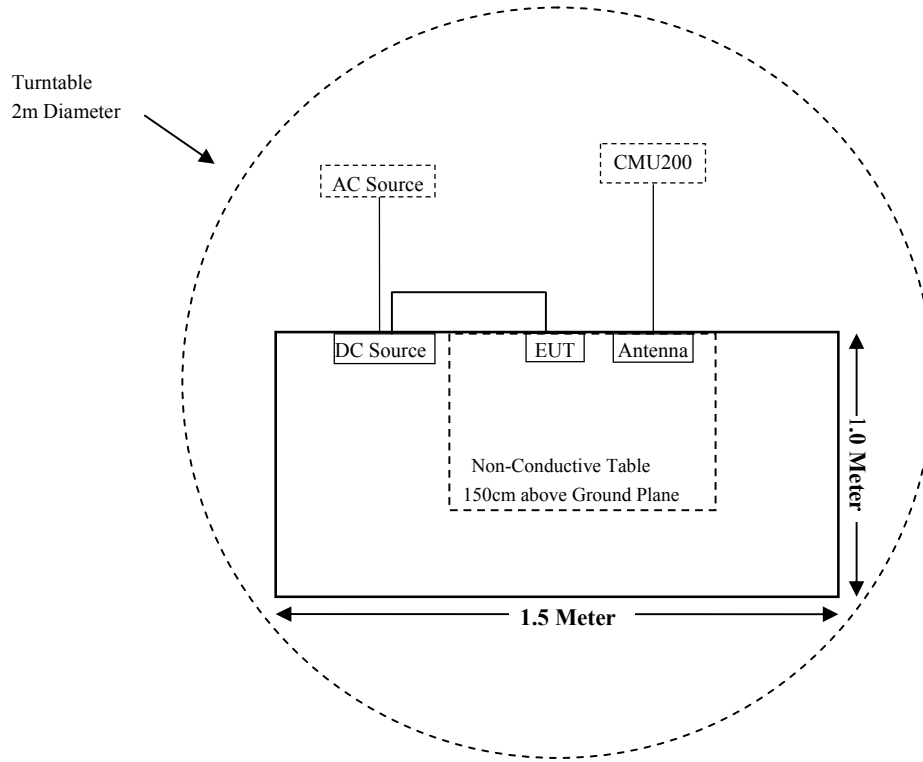 Turntable
2m Diameter
CMU200
AC Source
DC Source
EUT
Antenna
Non-Conductive Table
150cm above Ground Plane
1.0 Meter
1.5 Meter